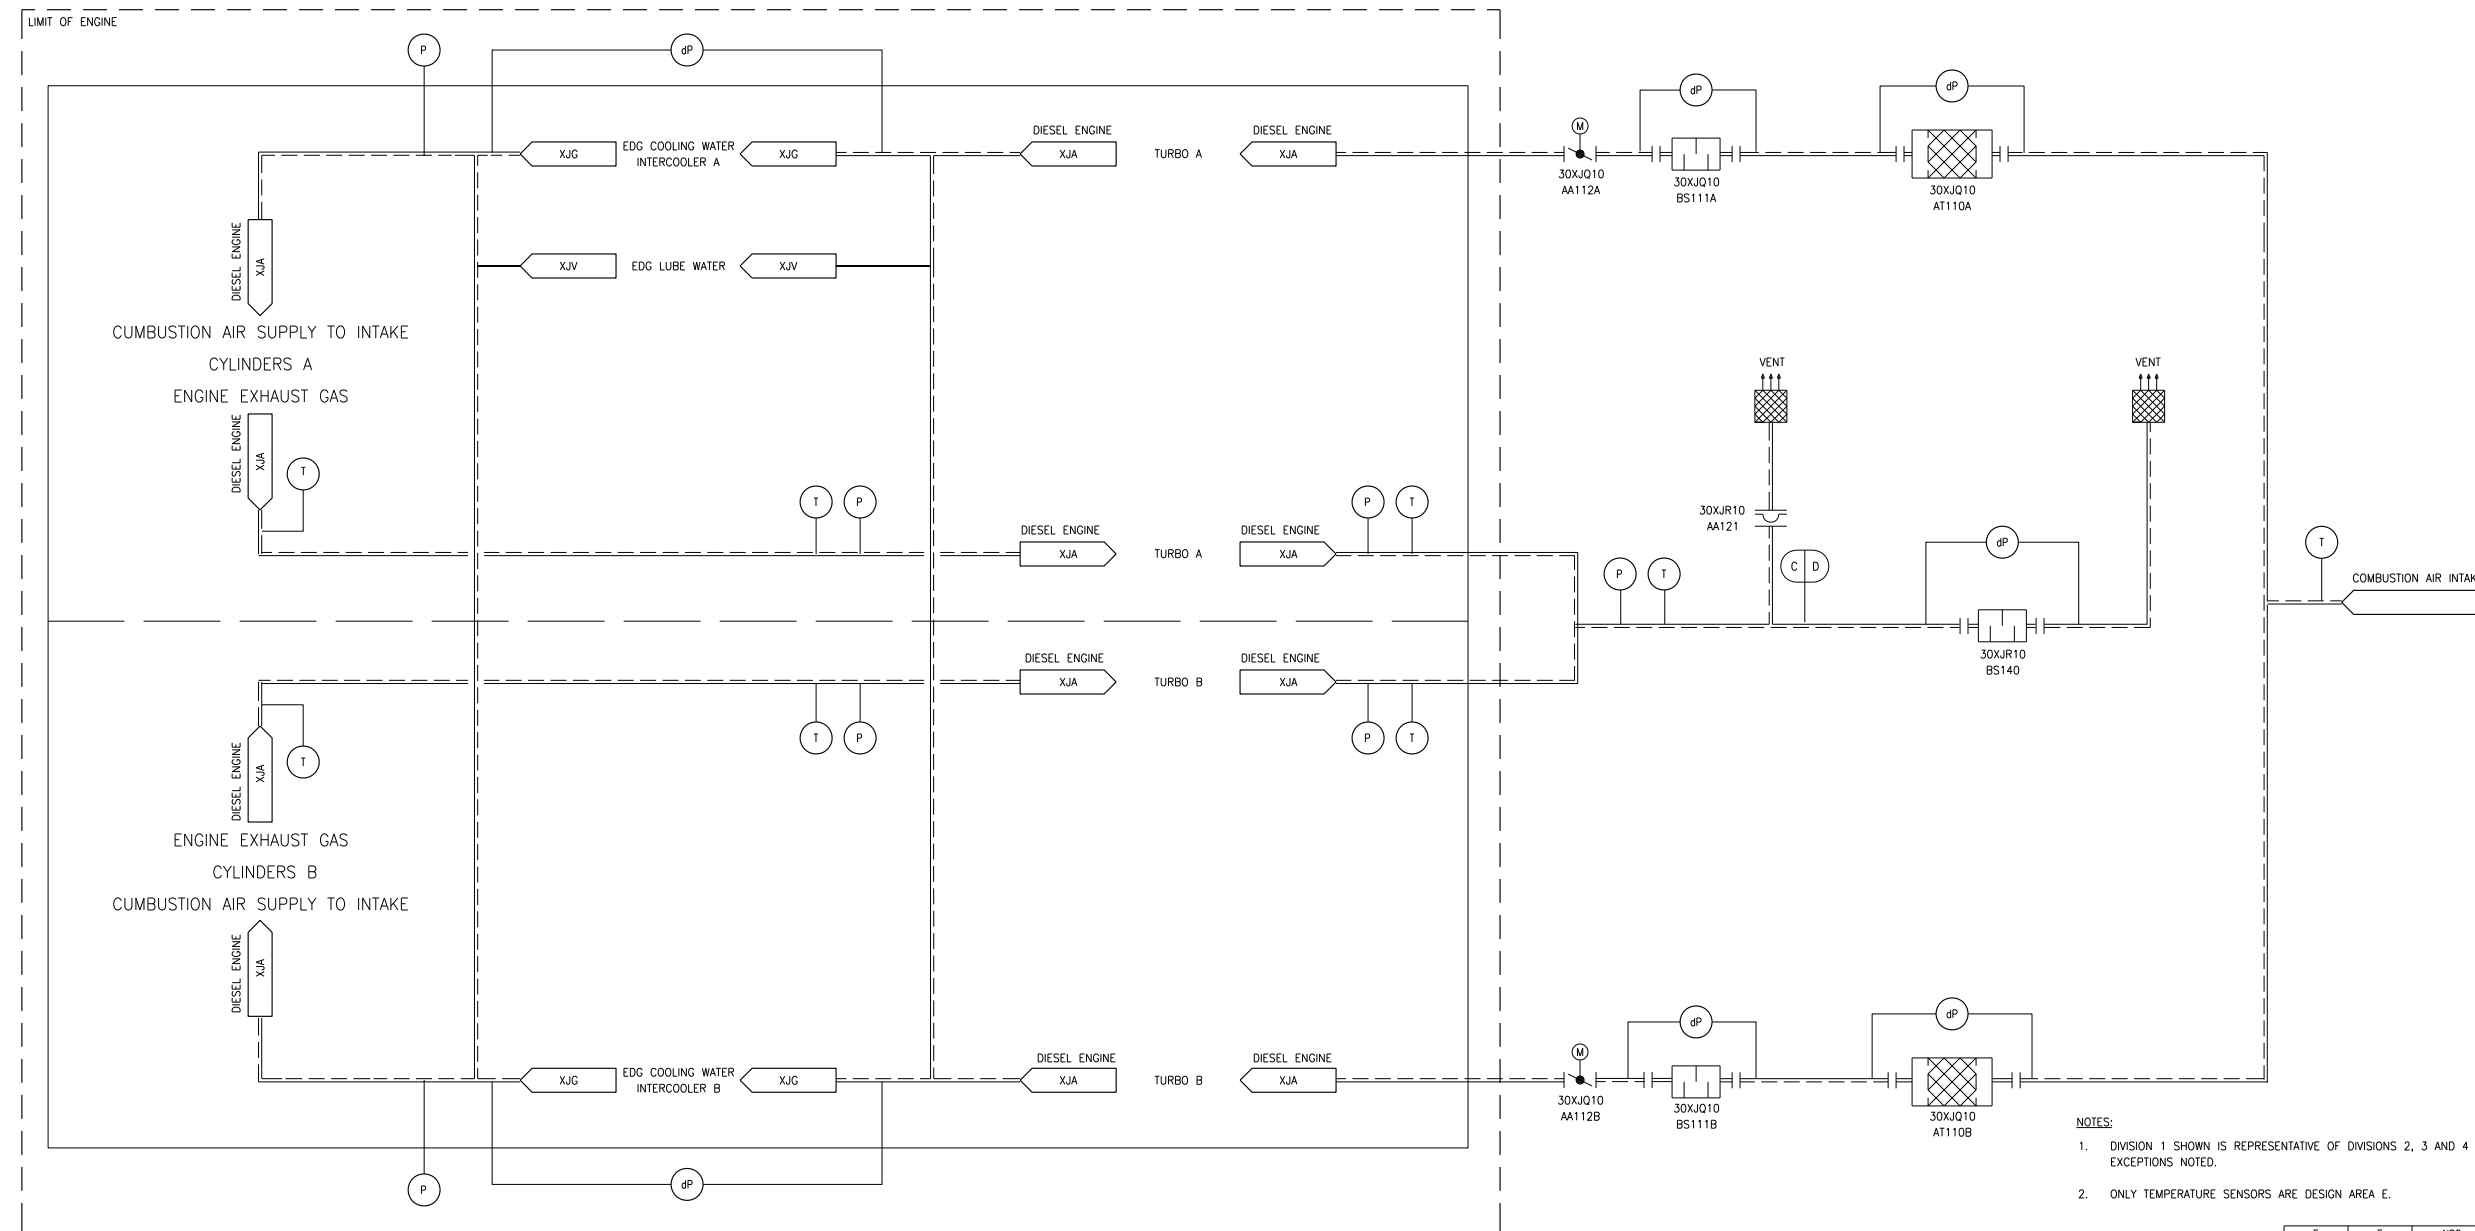 LIMIT OF ENGINE
P
dP
dP
dP
DIESEL ENGINE
DIESEL ENGINE
M
XJG
EDG COOLING WATER
INTERCOOLER A
XJG
XJA
TURBO A
XJA
30XJQ10
AA112A
30XJQ10
BS111A
30XJQ10
AT110A
DIESEL ENGINE
XJA
XJV
EDG LUBE WATER
XJV
CUMBUSTION AIR SUPPLY TO INTAKE
CYLINDERS A
ENGINE EXHAUST GAS
VENT
VENT
DIESEL ENGINE
XJA
T
T
P
P
T
30XJR10
AA121
DIESEL ENGINE
XJA
TURBO A
DIESEL ENGINE
XJA
P
T
C D
dP
T
COMBUSTION AIR INTAK
30XJR10
BS140
DIESEL ENGINE
XJA
TURBO B
DIESEL ENGINE
XJA
T
P
P
T
DIESEL ENGINE
XJA
T
ENGINE EXHAUST GAS
CYLINDERS B
CUMBUSTION AIR SUPPLY TO INTAKE
DIESEL ENGINE
XJA
dP
dP
DIESEL ENGINE
DIESEL ENGINE
M
XJG
EDG COOLING WATER
INTERCOOLER B
XJG
XJA
TURBO B
XJA
30XJQ10
AA112B
30XJQ10
BS111B
30XJQ10
AT110B
P
dP
NOTES:
1. DIVISION 1 SHOWN IS REPRESENTATIVE OF DIVISIONS 2, 3 AND 4
EXCEPTIONS NOTED.
2. ONLY TEMPERATURE SENSORS ARE DESIGN AREA E.